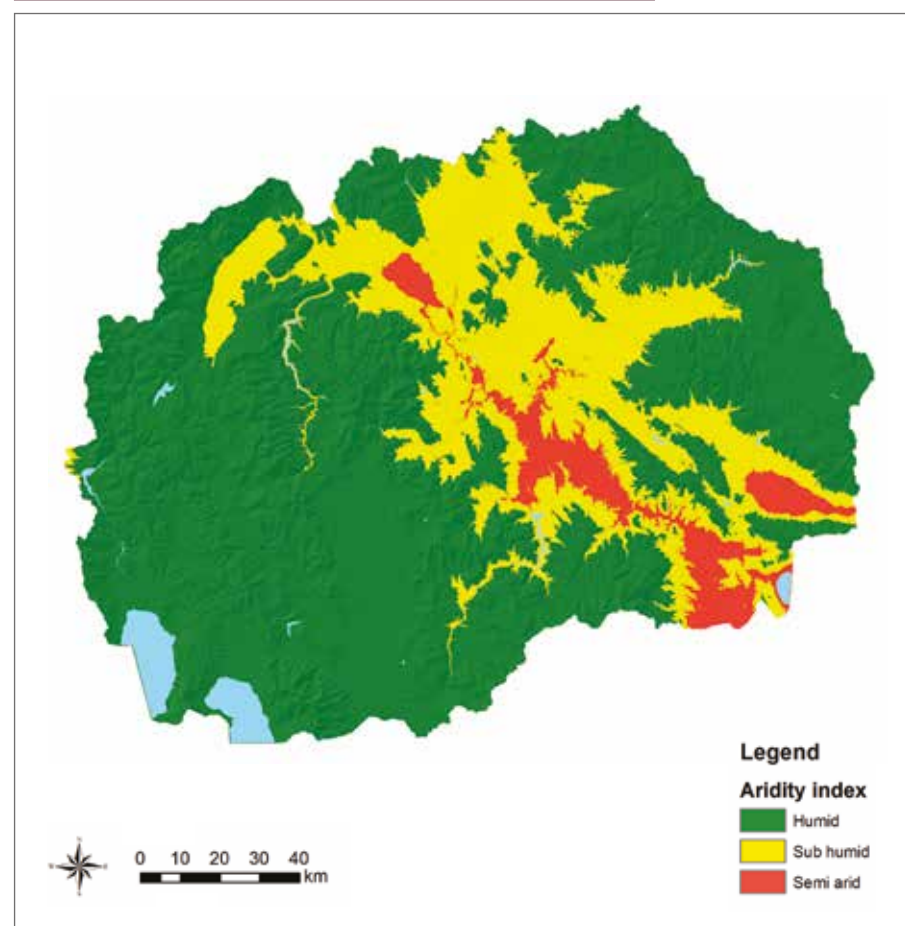 Legend
Aridity index
Humid
Sub humid
Semi arid
0 10 20 30 40
km